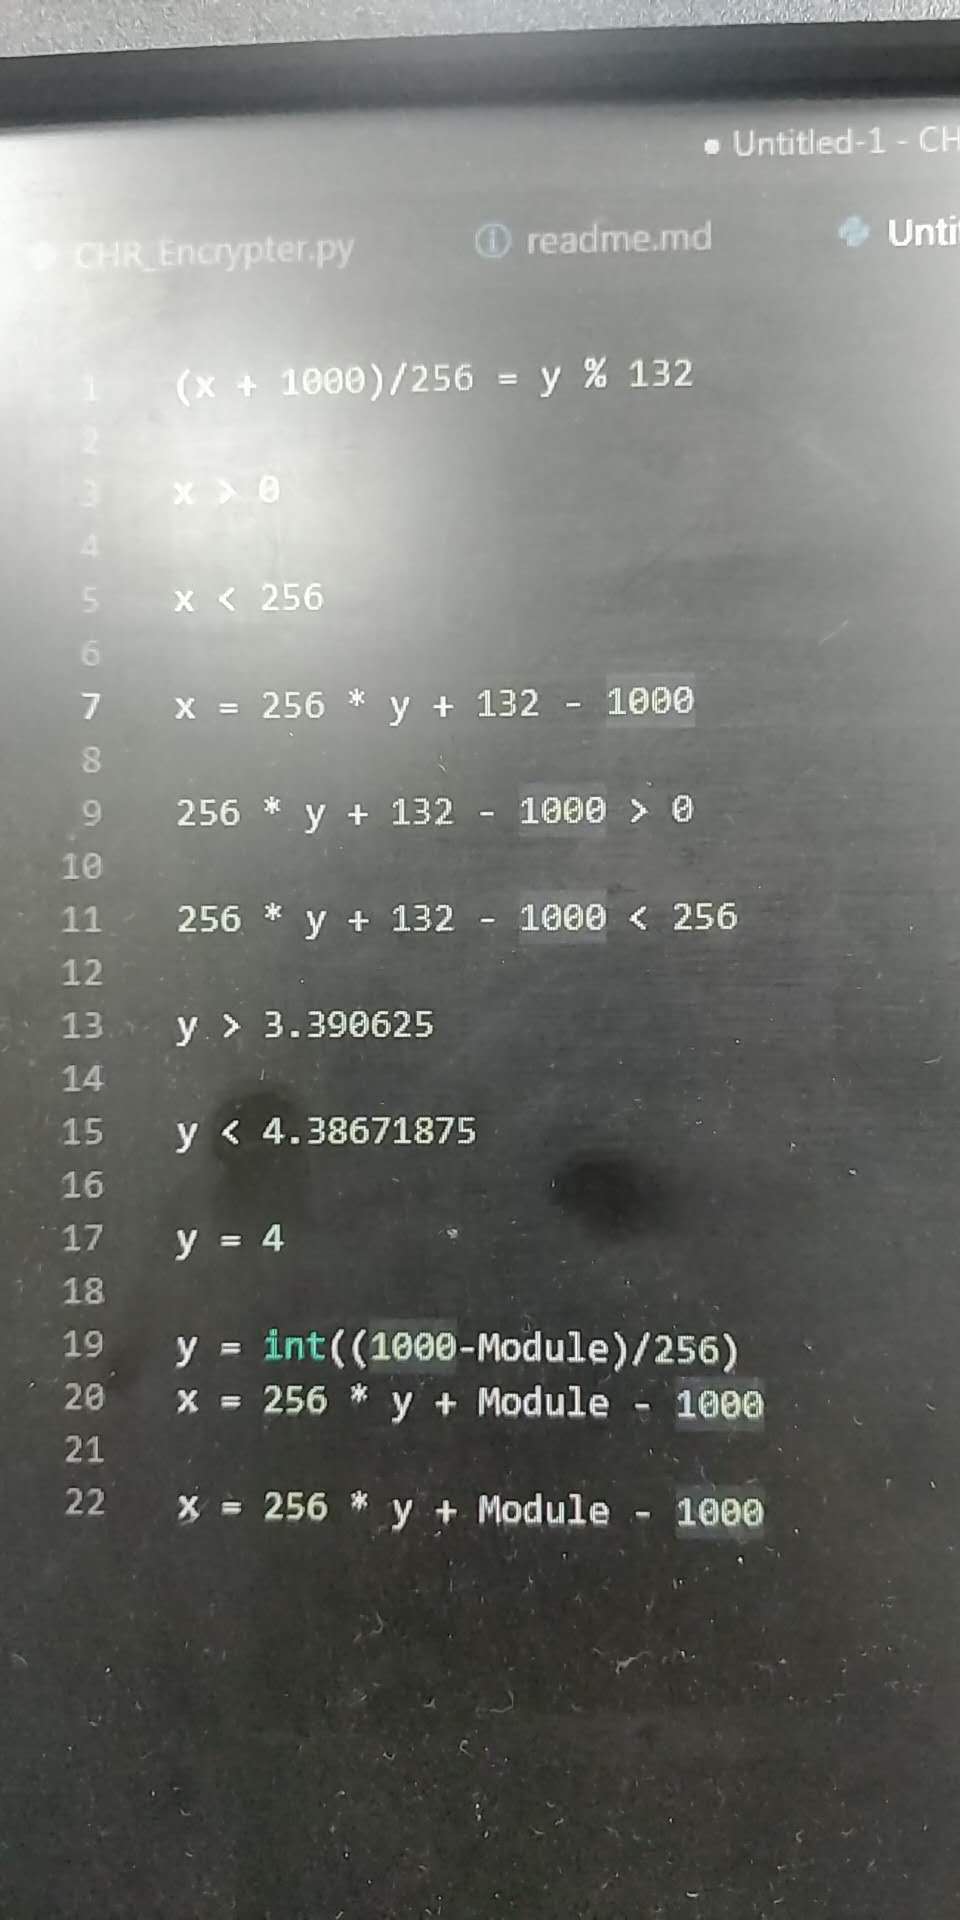 ● Untitled-1 - CH
CHR_Encrypter.py readme.md Unti
1 (x + 1000)/256 = y % 132
2
3 x > 0
4
5 x < 256
6
7 x = 256 * y + 132 - 1000
8
9 256 * y + 132 - 1000 > 0
10
11 256 * y + 132 - 1000 < 256
12
13 y > 3.390625
14
15 y < 4.38671875
16
17 y = 4
18
19 y = int((1000-Module)/256)
20 x = 256 * y + Module - 1000
21
22 x = 256 * y + Module - 1000